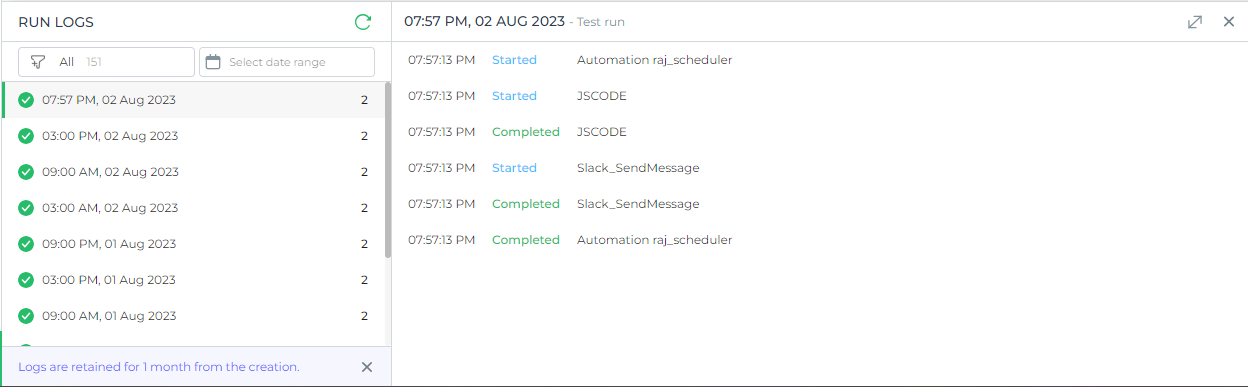 RUN LOGS
All 151
Select date range
07:57 PM, 02 Aug 2023 2
03:00 PM, 02 Aug 2023 2
09:00 AM, 02 Aug 2023 2
03:00 AM, 02 Aug 2023 2
09:00 PM, 01 Aug 2023 2
03:00 PM, 01 Aug 2023 2
09:00 AM, 01 Aug 2023 2
Logs are retained for 1 month from the creation.
07:57 PM, 02 AUG 2023 - Test run
07:57:13 PM Started Automation raj_scheduler
07:57:13 PM Started JSCODE
07:57:13 PM Completed JSCODE
07:57:13 PM Started Slack_SendMessage
07:57:13 PM Completed Slack_SendMessage
07:57:13 PM Completed Automation raj_scheduler